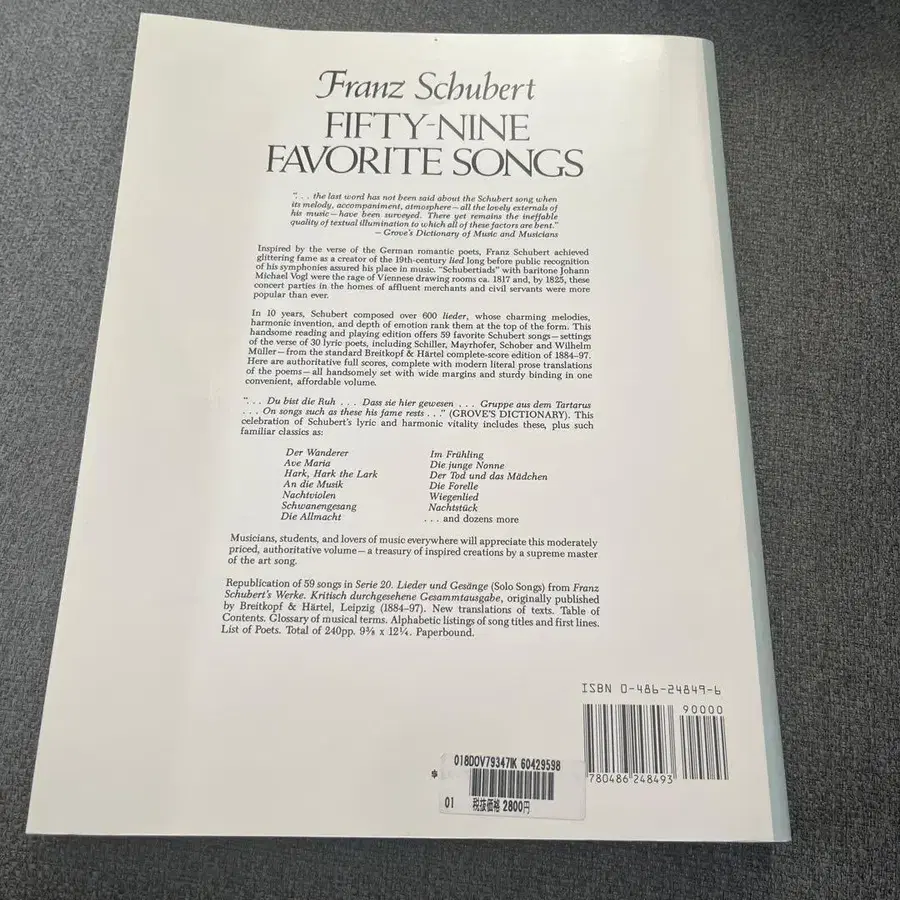 Franz Schubert
FIFTY-NINE
FAVORITE SONGS
". . . the last word has not been said about the Schubert song when
its melody, accompaniment, atmosphere—all the lovely externals of
his music—have been surveyed. There yet remains the ineffable
quality of textual illumination to which all of these factors are bent."
—Grove's Dictionary of Music and Musicians
Inspired by the verse of the German romantic poets, Franz Schubert achieved
glittering fame as a creator of the 19th-century lied long before public recognition
of his symphonies assured his place in music. "Schubertiads" with baritone Johann
Michael Vogl were the rage of Viennese drawing rooms ca. 1817 and, by 1825, these
concert parties in the homes of affluent merchants and civil servants were more
popular than ever.
In 10 years, Schubert composed over 600 lieder, whose charming melodies,
harmonic invention, and depth of emotion rank them at the top of the form. This
handsome reading and playing edition offers 59 favorite Schubert songs—settings
of the verse of 30 lyric poets, including Schiller, Mayrhofer, Schober and Wilhelm
Müller—from the standard Breitkopf & Härtel complete-score edition of 1884–97.
Here are authoritative full scores, complete with modern literal prose translations
of the poems—all handsomely set with wide margins and sturdy binding in one
convenient, affordable volume.
". . . Du bist die Ruh . . . Dass sie hier gewesen . . . Gruppe aus dem Tartarus
. . . On songs such as these his fame rests . . ." (GROVE'S DICTIONARY). This
celebration of Schubert's lyric and harmonic vitality includes these, plus such
familiar classics as:
Der Wanderer
Ave Maria
Hark, Hark the Lark
An die Musik
Nachtviolen
Schwanengesang
Die Allmacht
Im Frühling
Die junge Nonne
Der Tod und das Mädchen
Die Forelle
Wiegenlied
Nachtstück
. . . and dozens more
Musicians, students, and lovers of music everywhere will appreciate this moderately
priced, authoritative volume—a treasury of inspired creations by a supreme master
of the art song.
Republication of 59 songs in Serie 20. Lieder und Gesänge (Solo Songs) from Franz
Schubert's Werke. Kritisch durchgesehene Gesammtausgabe, originally published
by Breitkopf & Härtel, Leipzig (1884–97). New translations of texts. Table of
Contents. Glossary of musical terms. Alphabetic listings of song titles and first lines.
List of Poets. Total of 240pp. 9⅜ x 12¼. Paperbound.
ISBN 0-486-24849-6
90000
780486 248493
018DOV79347IK 60429598
01 税抜価格 2800円